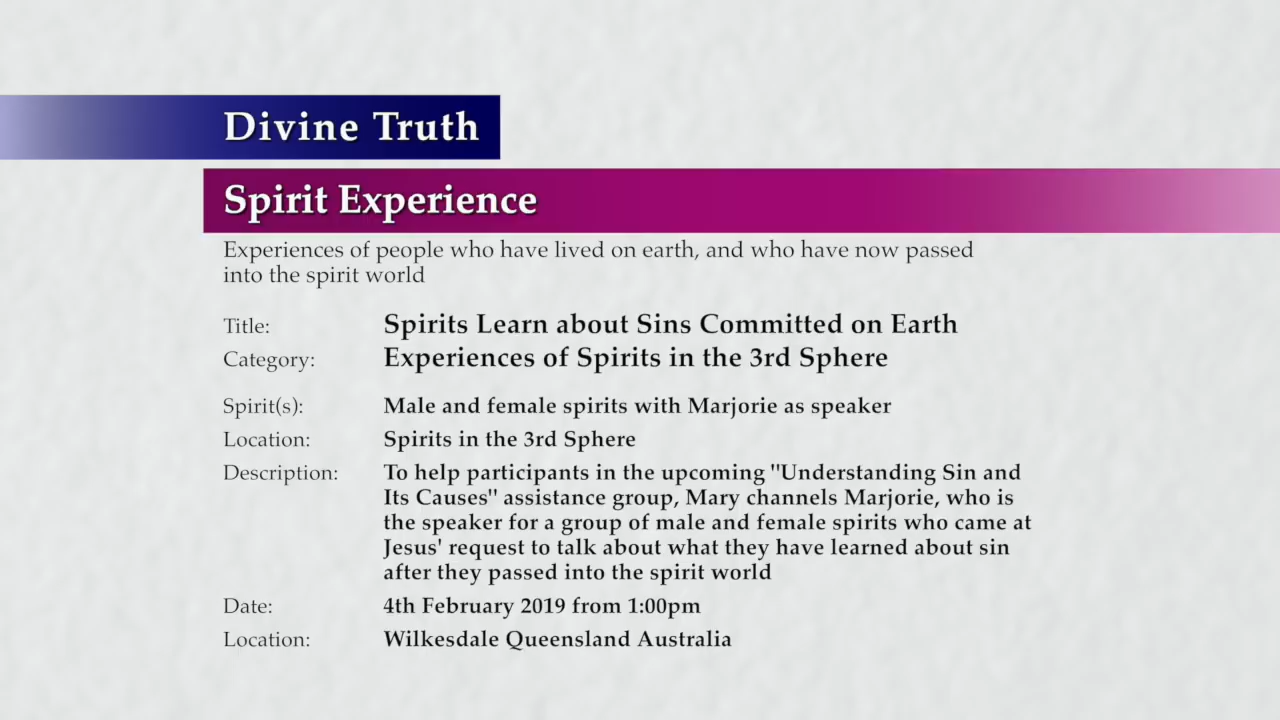 Divine Truth
Spirit Experience
Experiences of people who have lived on earth, and who have now passed
into the spirit world
Title: Spirits Learn about Sins Committed on Earth
Category: Experiences of Spirits in the 3rd Sphere
Spirit(s): Male and female spirits with Marjorie as speaker
Location: Spirits in the 3rd Sphere
Description: To help participants in the upcoming "Understanding Sin and
Its Causes" assistance group, Mary channels Marjorie, who is
the speaker for a group of male and female spirits who came at
Jesus' request to talk about what they have learned about sin
after they passed into the spirit world
Date: 4th February 2019 from 1:00pm
Location: Wilkesdale Queensland Australia